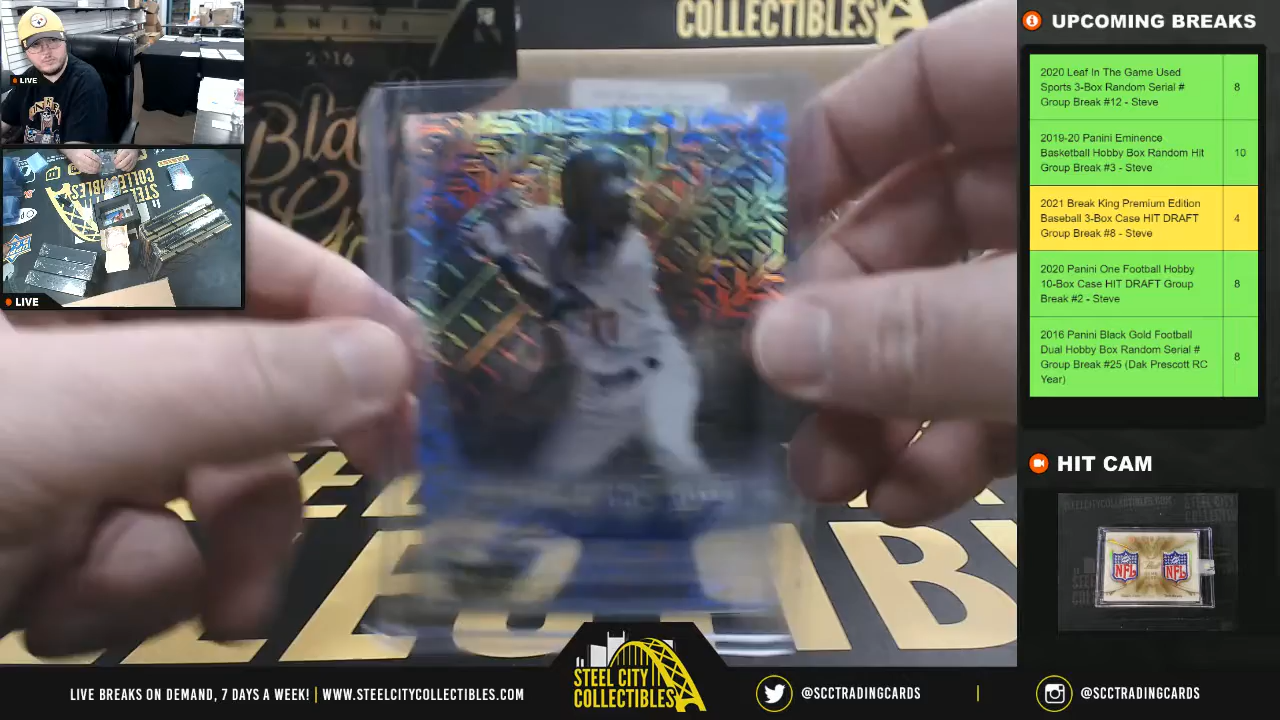 LIVE
LIVE
PANINI
2016
Bla
COLLECTIBLES
UPCOMING BREAKS
2020 Leaf In The Game Used
Sports 3-Box Random Serial #
Group Break #12 - Steve
8
2019-20 Panini Eminence
Basketball Hobby Box Random Hit
Group Break #3 - Steve
10
2021 Break King Premium Edition
Baseball 3-Box Case HIT DRAFT
Group Break #8 - Steve
4
2020 Panini One Football Hobby
10-Box Case HIT DRAFT Group
Break #2 - Steve
8
2016 Panini Black Gold Football
Dual Hobby Box Random Serial #
Group Break #25 (Dak Prescott RC
Year)
8
HIT CAM
NFL
NFL
LIVE BREAKS ON DEMAND, 7 DAYS A WEEK! | WWW.STEELCITYCOLLECTIBLES.COM
STEEL CITY
COLLECTIBLES
@SCCTRADINGCARDS
@SCCTRADINGCARDS